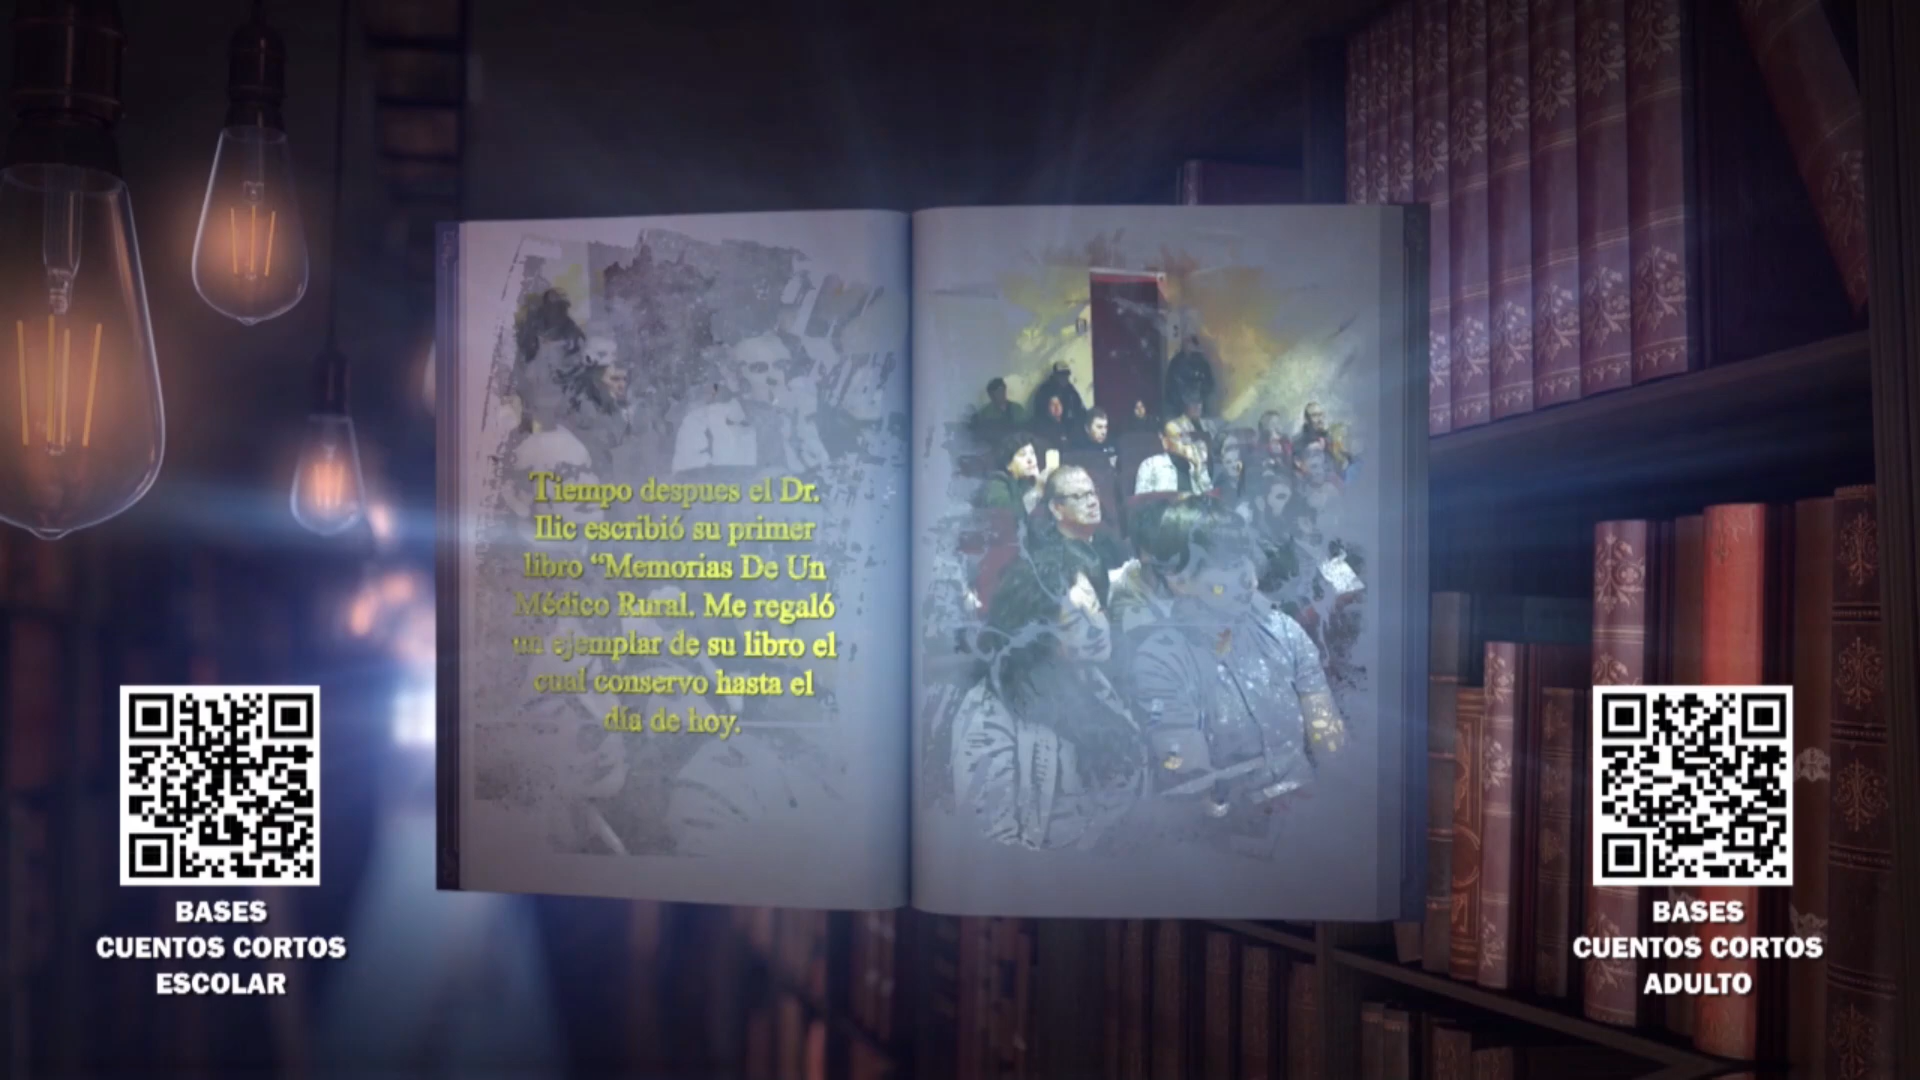 Tiempo despues el Dr.
Ilic escribió su primer
libro “Memorias De Un
Médico Rural. Me regaló
un ejemplar de su libro el
cual conservo hasta el
día de hoy.
BASES
CUENTOS CORTOS
ESCOLAR
BASES
CUENTOS CORTOS
ADULTO